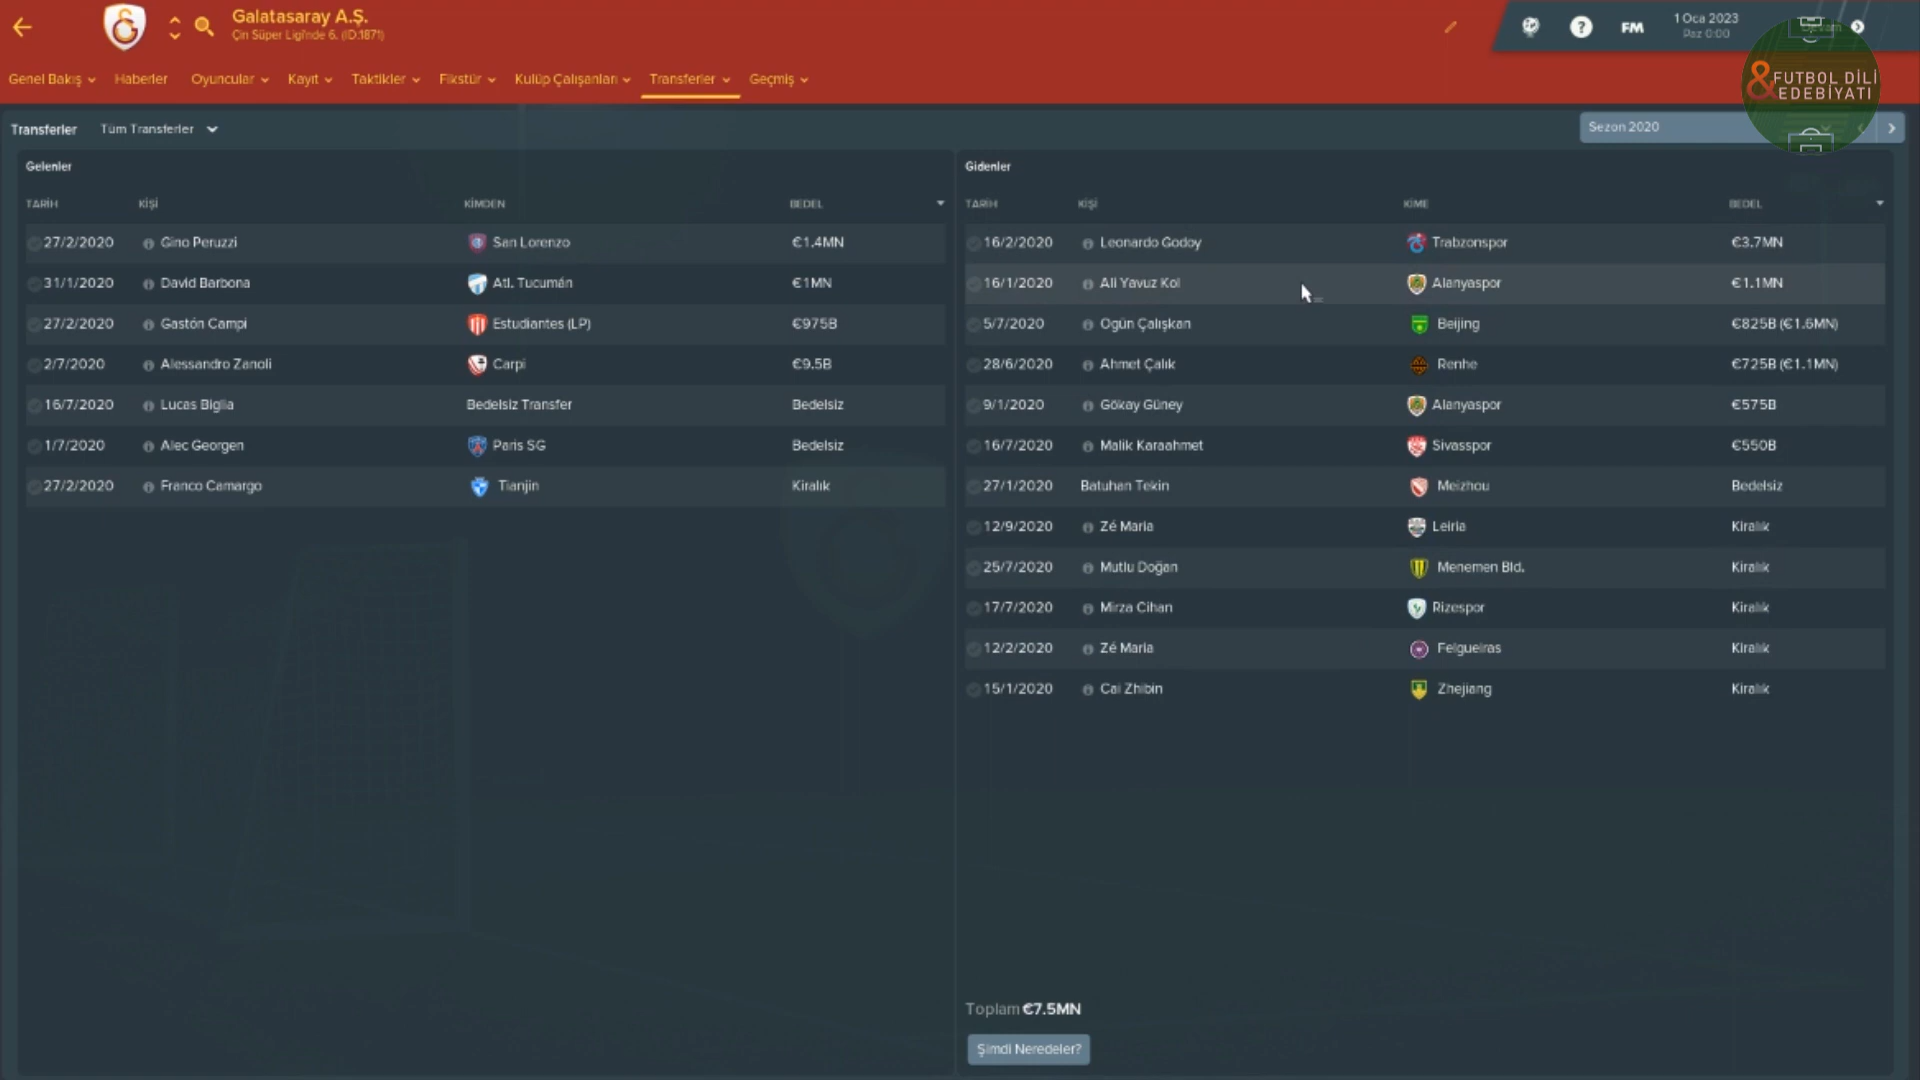 Galatasaray A.Ş.
Çin Süper Ligi'nde 6. (ID:1871)
FM
1 Oca 2023
Paz 0:00
Genel Bakış
Haberler
Oyuncular
Kayıt
Taktikler
Fikstür
Kulüp Çalışanları
Transferler
Geçmiş
& FUTBOL DİLİ
EDEBİYATI
Transferler Tüm Transferler
Sezon 2020
Gelenler
TARİH KİŞİ KİMDEN BEDEL
27/2/2020 Gino Peruzzi San Lorenzo €1.4MN
31/1/2020 David Barbona Atl. Tucumán €1MN
27/2/2020 Gastón Campi Estudiantes (LP) €975B
2/7/2020 Alessandro Zanoli Carpi €9.5B
16/7/2020 Lucas Biglia Bedelsiz Transfer Bedelsiz
1/7/2020 Alec Georgen Paris SG Bedelsiz
27/2/2020 Franco Camargo Tianjin Kiralık
Gidenler
TARİH KİŞİ KİME BEDEL
16/2/2020 Leonardo Godoy Trabzonspor €3.7MN
16/1/2020 Ali Yavuz Kol Alanyaspor €1.1MN
5/7/2020 Ogün Çalışkan Beijing €825B (€1.6MN)
28/6/2020 Ahmet Çalık Renhe €725B (€1.1MN)
9/1/2020 Gökay Güney Alanyaspor €575B
16/7/2020 Malik Karaahmet Sivasspor €550B
27/1/2020 Batuhan Tekin Meizhou Bedelsiz
12/9/2020 Zé Maria Leiria Kiralık
25/7/2020 Mutlu Doğan Menemen Bld. Kiralık
17/7/2020 Mirza Cihan Rizespor Kiralık
12/2/2020 Zé Maria Felgueiras Kiralık
15/1/2020 Cai Zhibin Zhejiang Kiralık
Toplam €7.5MN
Şimdi Neredeler?